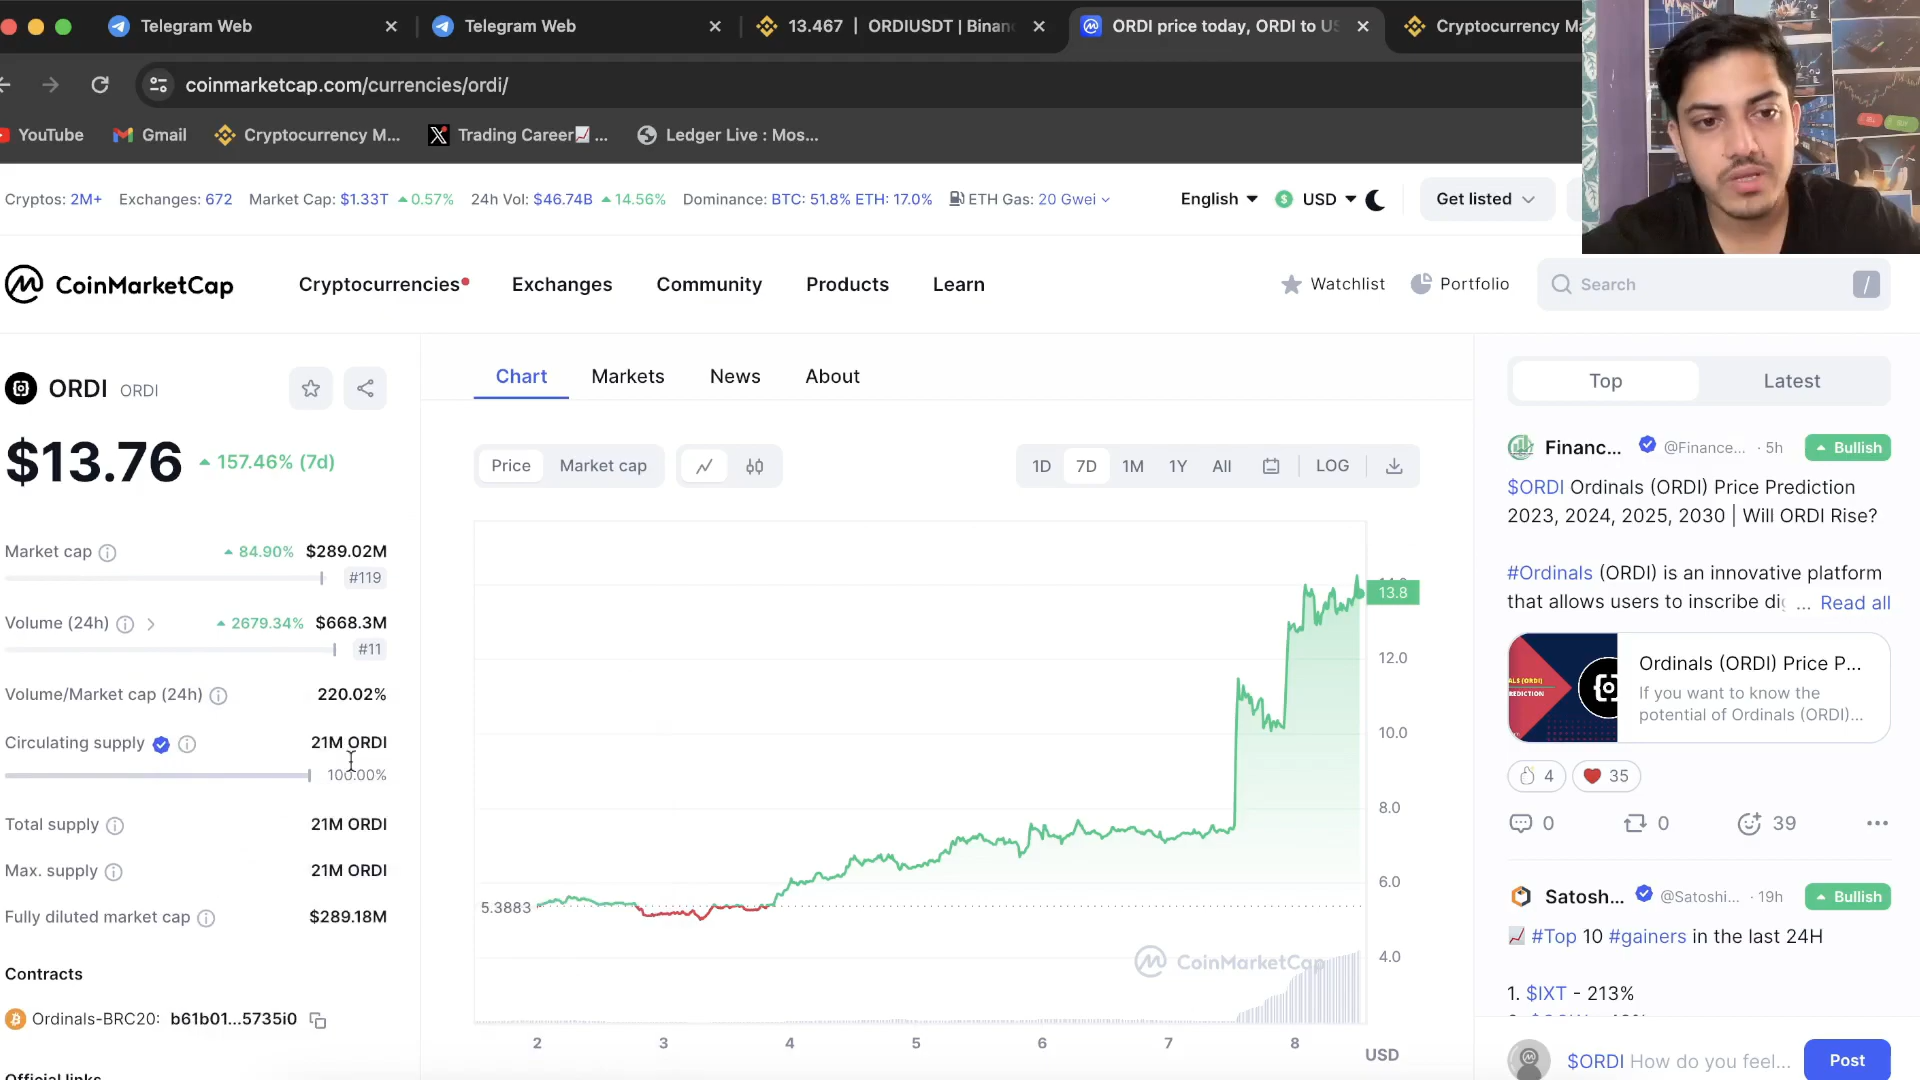 Telegram Web
Telegram Web
13.467 | ORDIUSDT | Binan
ORDI price today, ORDI to US
Cryptocurrency Ma
coinmarketcap.com/currencies/ordi/
YouTube
Gmail
Cryptocurrency M...
Trading Career📈 ...
Ledger Live : Mos...
Cryptos: 2M+ Exchanges: 672 Market Cap: $1.33T 0.57% 24h Vol: $46.74B 14.56% Dominance: BTC: 51.8% ETH: 17.0% ETH Gas: 20 Gwei
English
USD
Get listed
CoinMarketCap
Cryptocurrencies
Exchanges
Community
Products
Learn
Watchlist
Portfolio
Search
/
ORDI ORDI
$13.76 157.46% (7d)
Market cap 84.90% $289.02M
#119
Volume (24h) 2679.34% $668.3M
#11
Volume/Market cap (24h) 220.02%
Circulating supply 21M ORDI
100.00%
Total supply 21M ORDI
Max. supply 21M ORDI
Fully diluted market cap $289.18M
Contracts
Ordinals-BRC20: b61b01...5735i0
Chart
Markets
News
About
Price
Market cap
1D
7D
1M
1Y
All
LOG
13.8
12.0
10.0
8.0
6.0
5.3883
4.0
CoinMarketCap
2
3
4
5
6
7
8
USD
Top
Latest
Financ... @Finance... · 5h Bullish
$ORDI Ordinals (ORDI) Price Prediction
2023, 2024, 2025, 2030 | Will ORDI Rise?
#Ordinals (ORDI) is an innovative platform
that allows users to inscribe di ... Read all
Ordinals (ORDI) Price P...
If you want to know the
potential of Ordinals (ORDI)...
4
35
0
0
39
Satosh... @Satoshi... · 19h Bullish
📈 #Top 10 #gainers in the last 24H
1. $IXT - 213%
$ORDI How do you feel...
Post